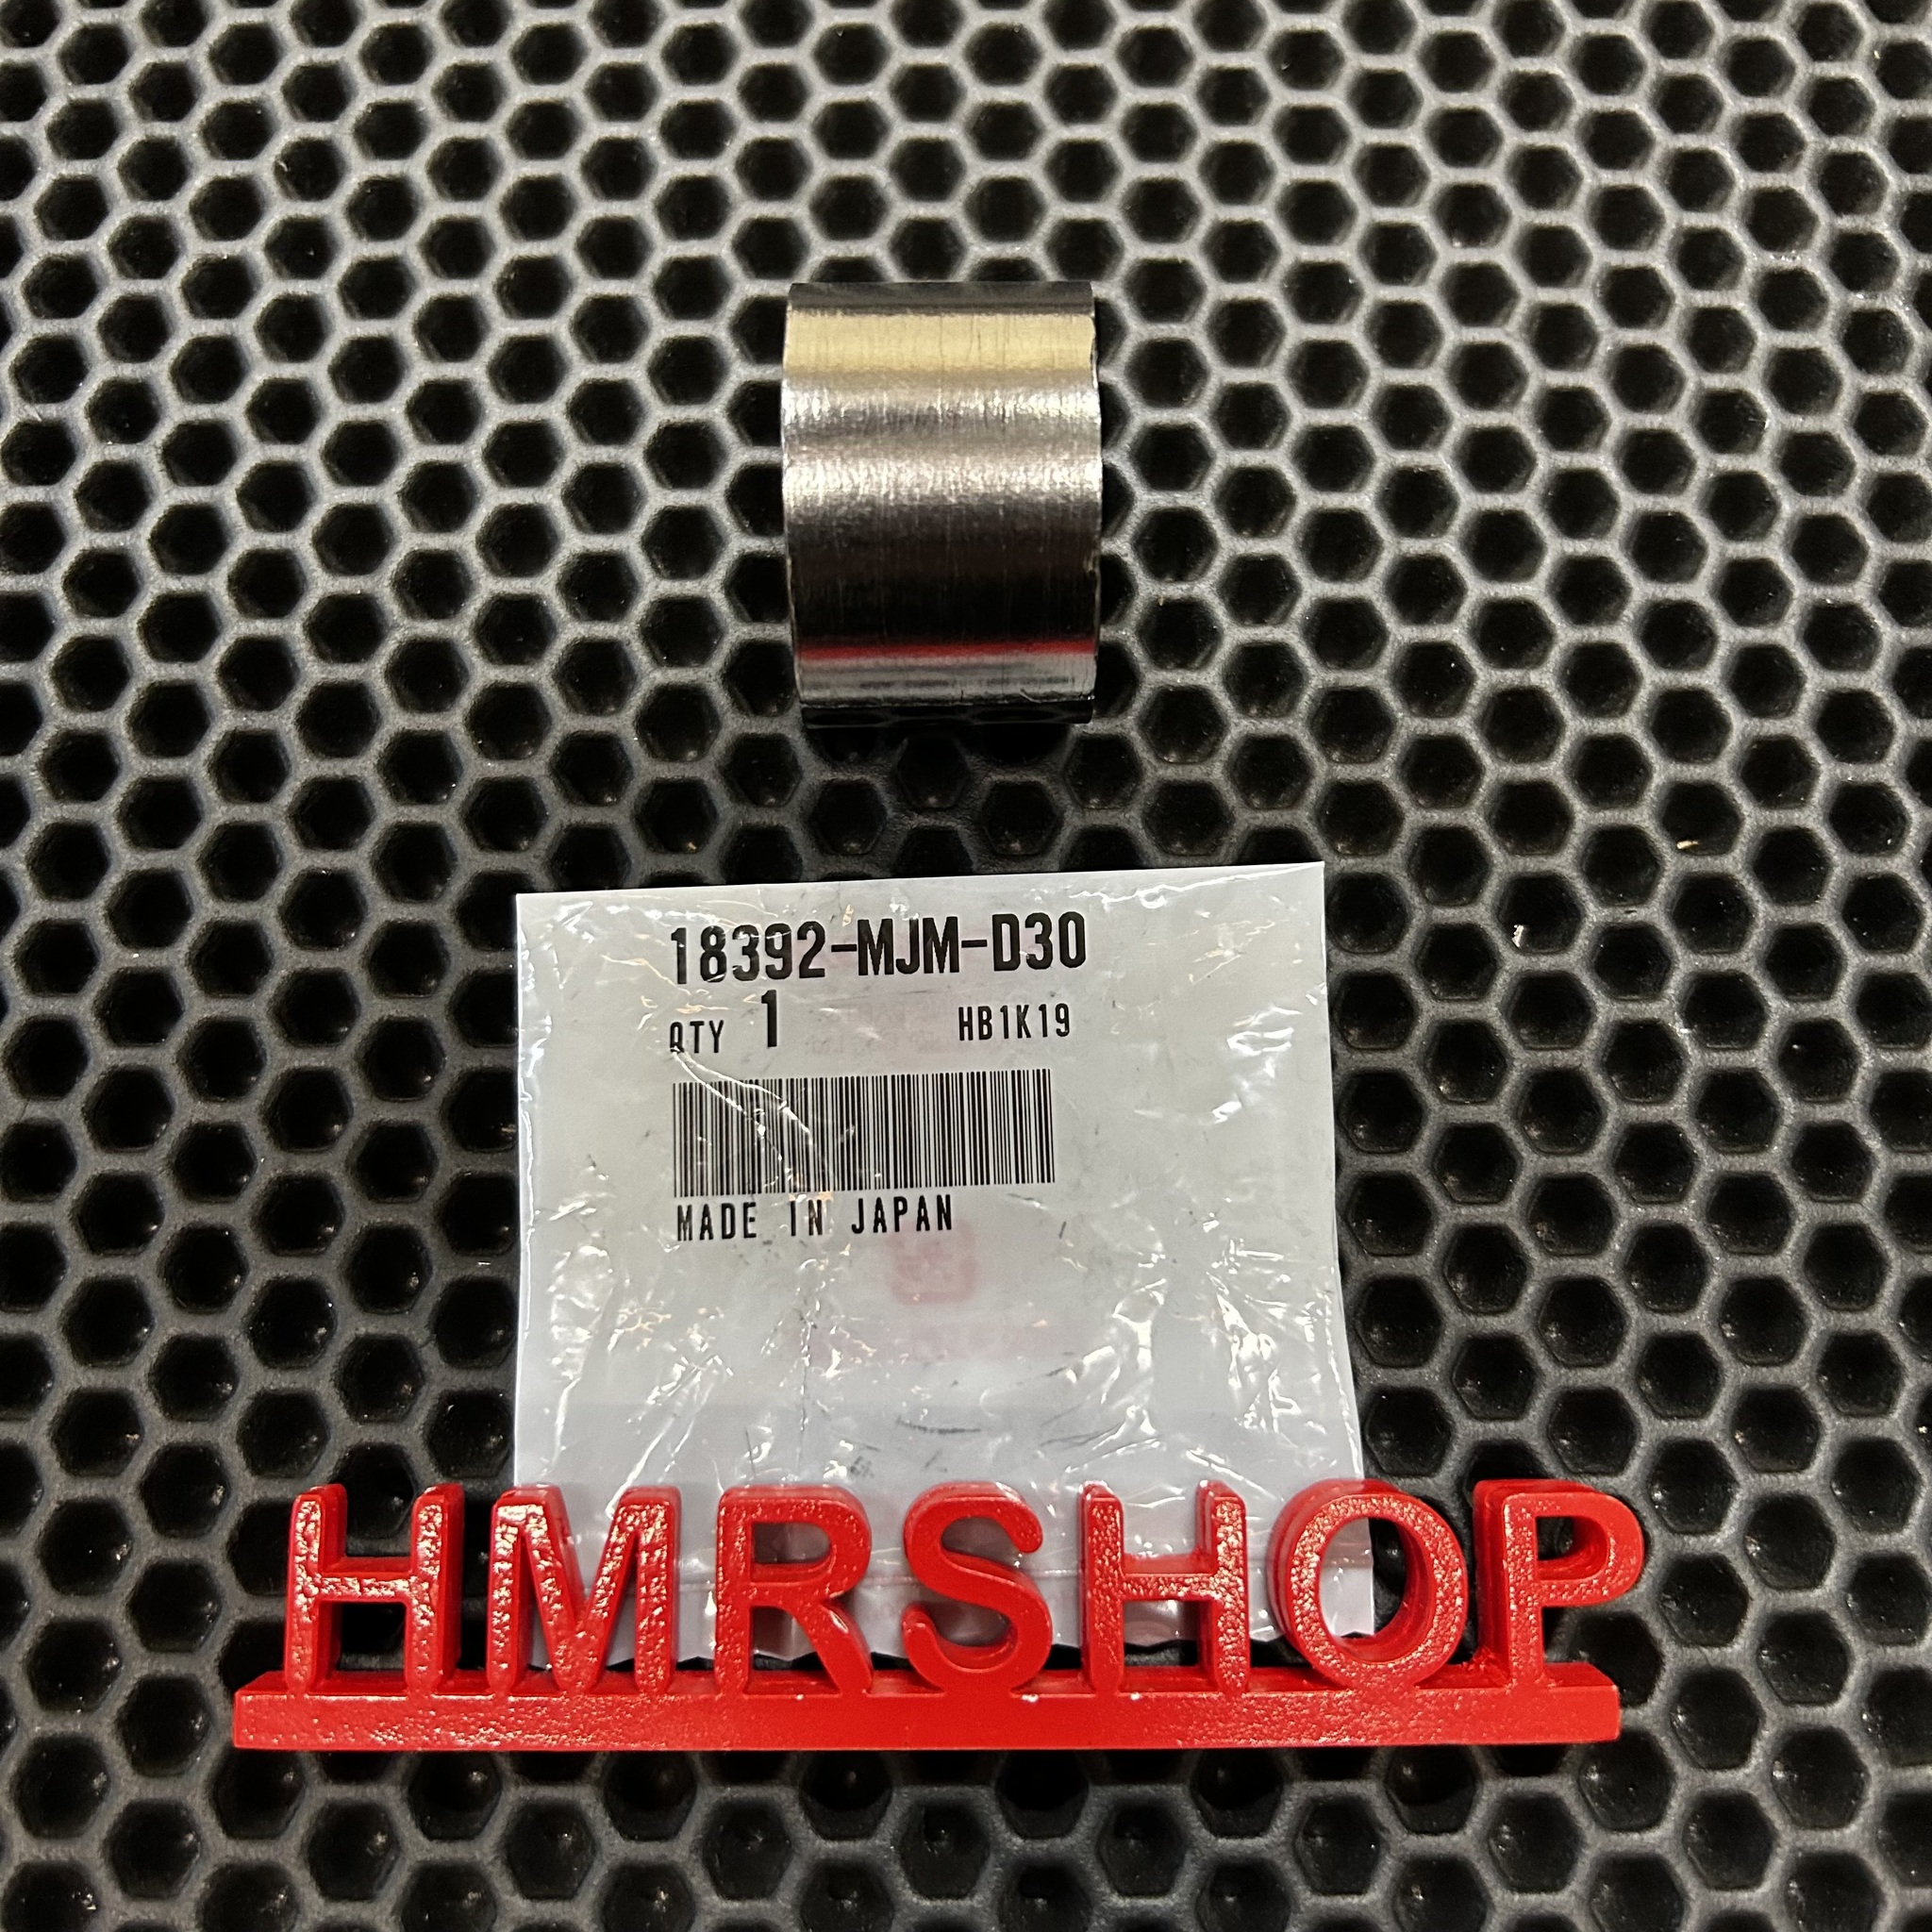 18392-MJM-D30
QTY 1 HB1K19
MADE IN JAPAN
HMRSHOP